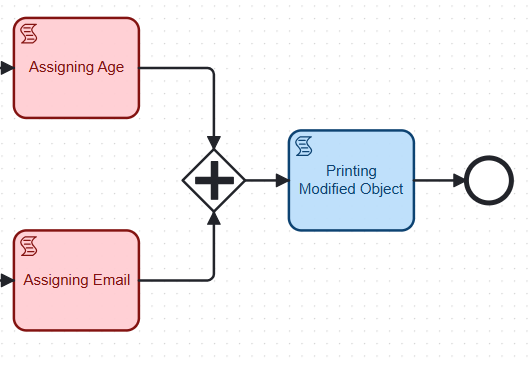 Assigning Age
Printing
Modified Object
Assigning Email